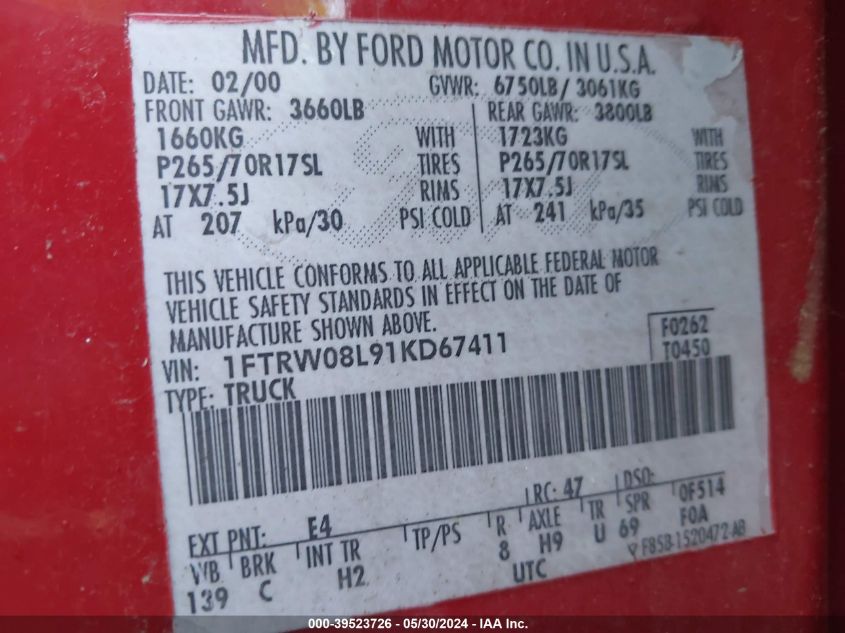 MFD. BY FORD MOTOR CO. IN U.S.A.
DATE: 02/00 GVWR: 6750LB/ 3061KG
FRONT GAWR: 3660LB REAR GAWR: 3800LB
1660KG WITH 1723KG WITH
P265/70R17SL TIRES P265/70R17SL TIRES
17X7.5J RIMS 17X7.5J RIMS
AT 207 kPa/30 PSI COLD AT 241 kPa/35 PSI COLD
THIS VEHICLE CONFORMS TO ALL APPLICABLE FEDERAL MOTOR
VEHICLE SAFETY STANDARDS IN EFFECT ON THE DATE OF
MANUFACTURE SHOWN ABOVE.
VIN: 1FTRW08L91KD67411 F0262
TYPE: TRUCK T0450
EXT PNT: E4 RC: 47 DSO:
WB BRK INT TR TP/PS R AXLE TR SPR 0F514
139 C H2 8 H9 U 69 F0A
UTC F85B-1520472-AB
000-39523726 - 05/30/2024 - IAA Inc.